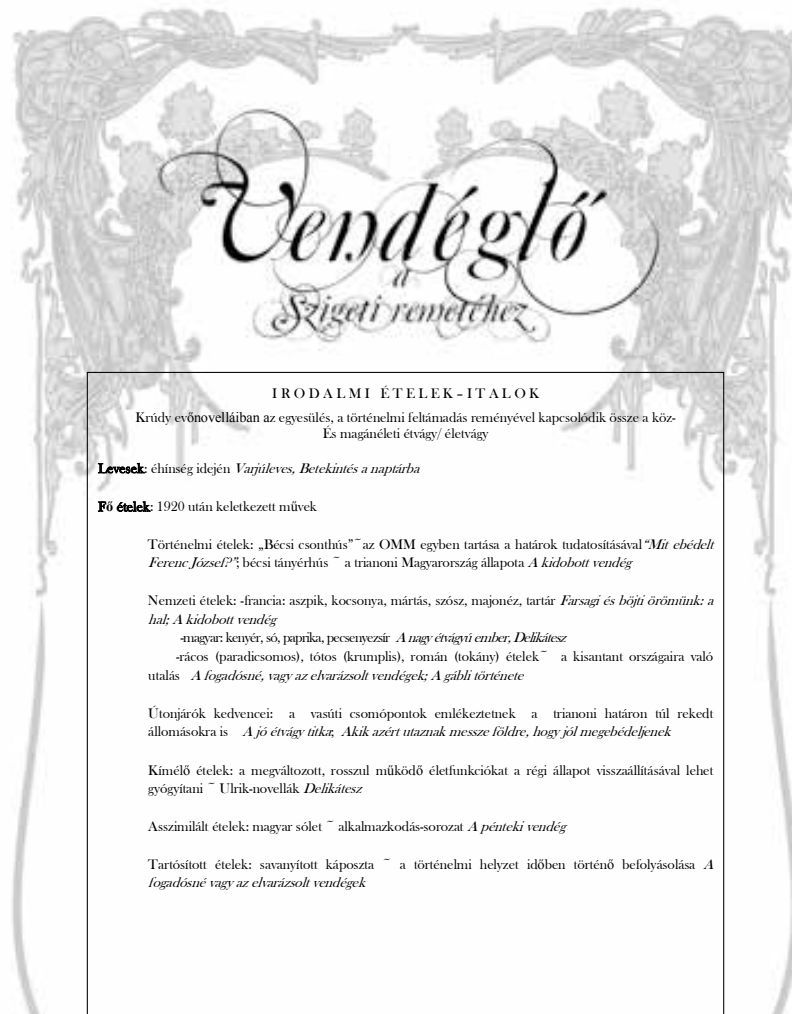 Vendéglő
a
Szigeti remetéhez
IRODALMI ÉTELEK–ITALOK
Krúdy evőnovelláiban az egyesülés, a történelmi feltámadás reményével kapcsolódik össze a köz-
És magánéleti étvágy/ életvágy
Levesek: éhínség idején Varjúleves, Betekintés a naptárba
Fő ételek: 1920 után keletkezett művek
Történelmi ételek: „Bécsi csonthús” ~ az OMM egyben tartása a határok tudatosításával “Mit ebédelt
Ferenc József?”; bécsi tányérhús ~ a trianoni Magyarország állapota A kidobott vendég
Nemzeti ételek: -francia: aszpik, kocsonya, mártás, szósz, majonéz, tartár Farsagi és böjti örömünk: a
hal; A kidobott vendég
-magyar: kenyér, só, paprika, pecsenyezsír A nagy étvágyú ember, Delikátesz
-rácos (paradicsomos), tótos (krumplis), román (tokány) ételek ~ a kisantant országaira való
utalás A fogadósné, vagy az elvarázsolt vendégek; A gábli története
Útonjárók kedvencei: a vasúti csomópontok emlékeztetnek a trianoni határon túl rekedt
állomásokra is A jó étvágy titka; Akik azért utaznak messze földre, hogy jól megebédeljenek
Kímélő ételek: a megváltozott, rosszul működő életfunkciókat a régi állapot visszaállításával lehet
gyógyítani ~ Ulrik-novellák Delikátesz
Asszimilált ételek: magyar sólet ~ alkalmazkodás-sorozat A pénteki vendég
Tartósított ételek: savanyított káposzta ~ a történelmi helyzet időben történő befolyásolása A
fogadósné vagy az elvarázsolt vendégek